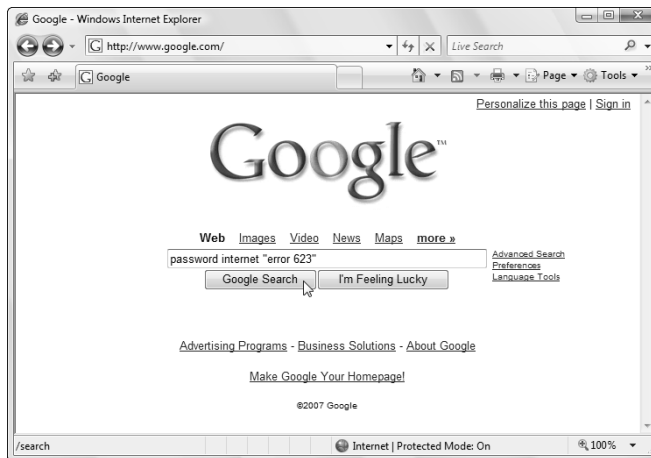 Google - Windows Internet Explorer
G http://www.google.com/ Live Search
G Google Page Tools »
Personalize this page | Sign in
Google™
Web Images Video News Maps more »
password internet "error 623" Advanced Search
Preferences
Google Search I'm Feeling Lucky Language Tools
Advertising Programs - Business Solutions - About Google
Make Google Your Homepage!
©2007 Google
/search Internet | Protected Mode: On 100%